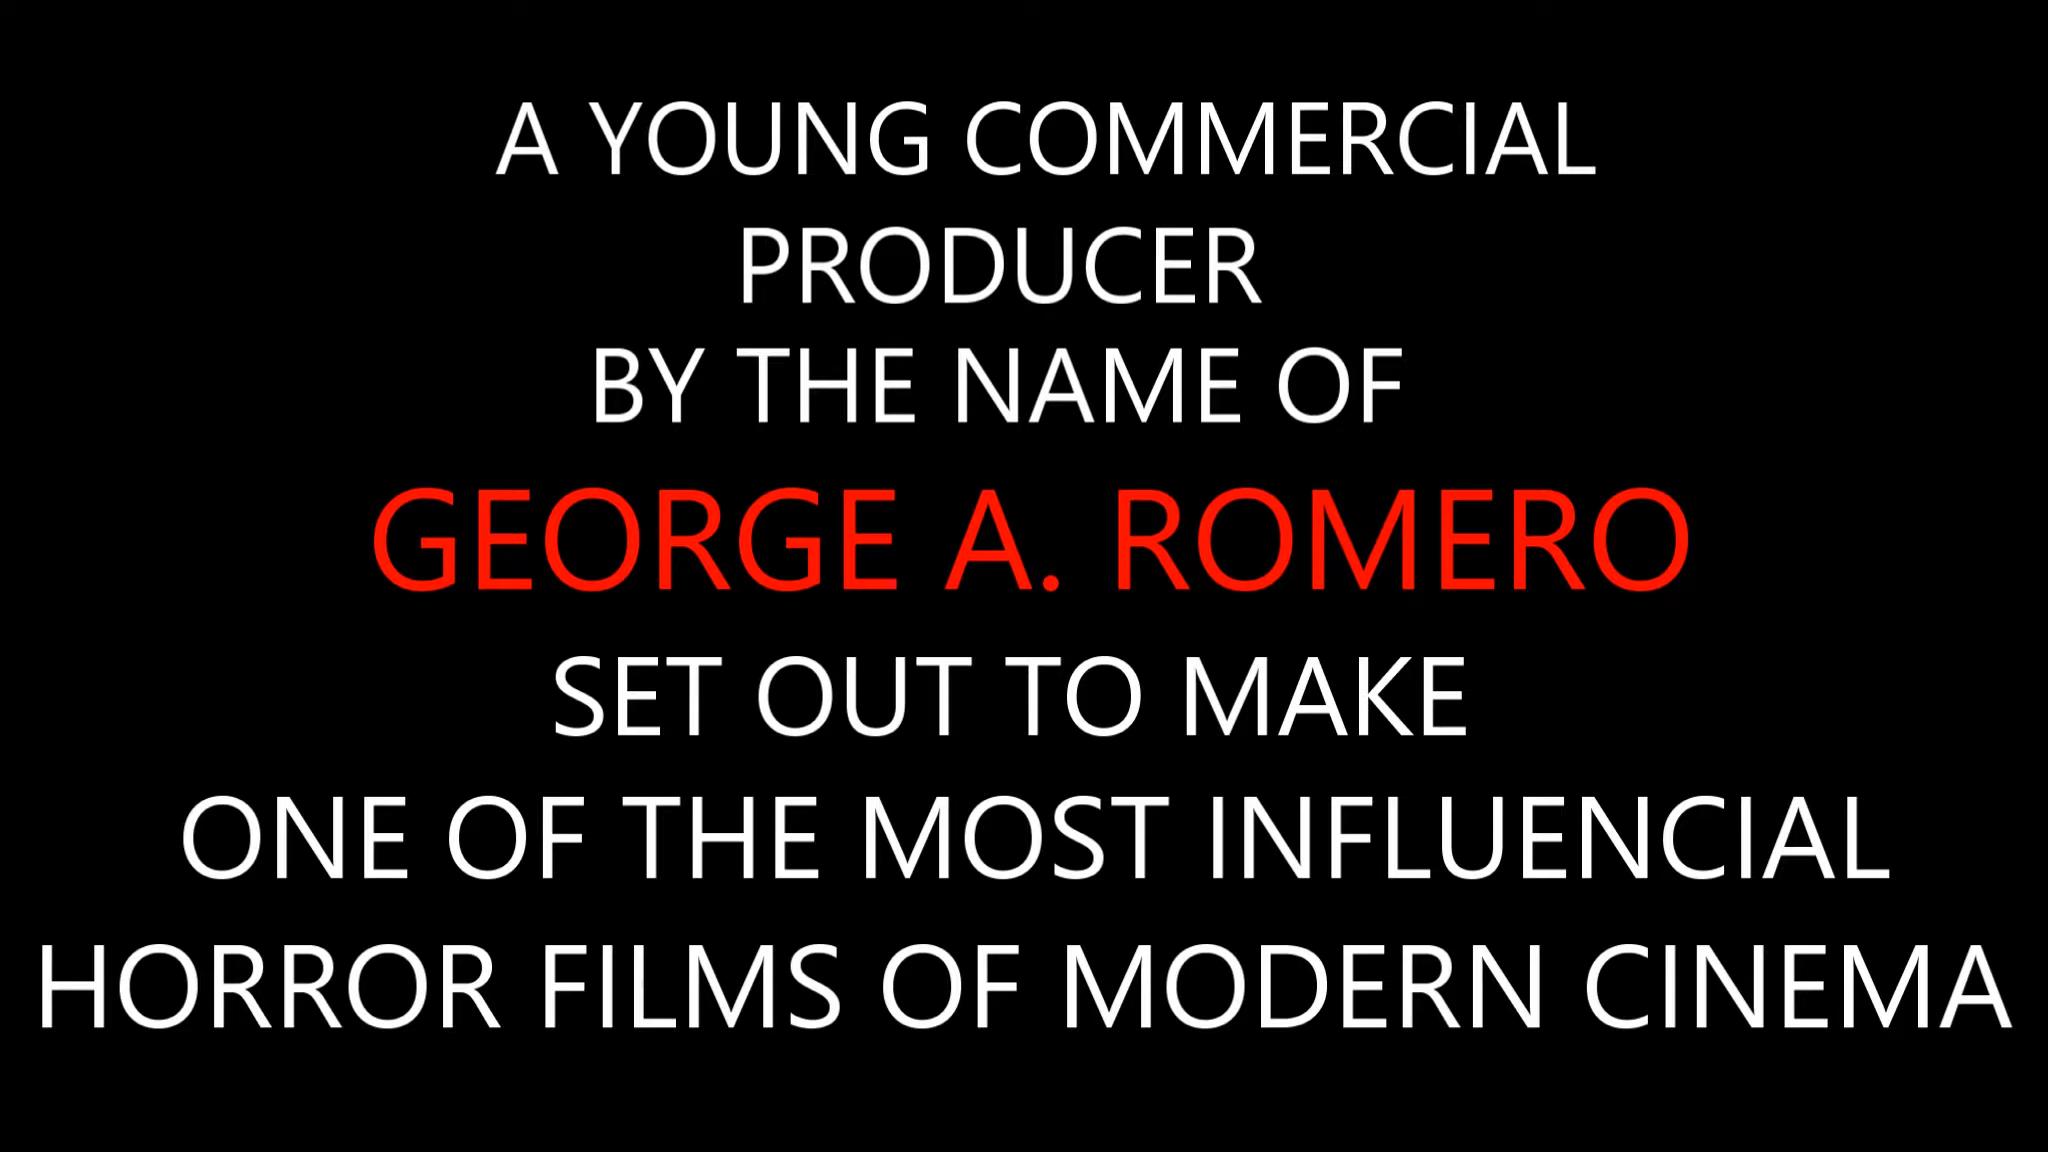 A YOUNG COMMERCIAL
PRODUCER
BY THE NAME OF
GEORGE A. ROMERO
SET OUT TO MAKE
ONE OF THE MOST INFLUENCIAL
HORROR FILMS OF MODERN CINEMA